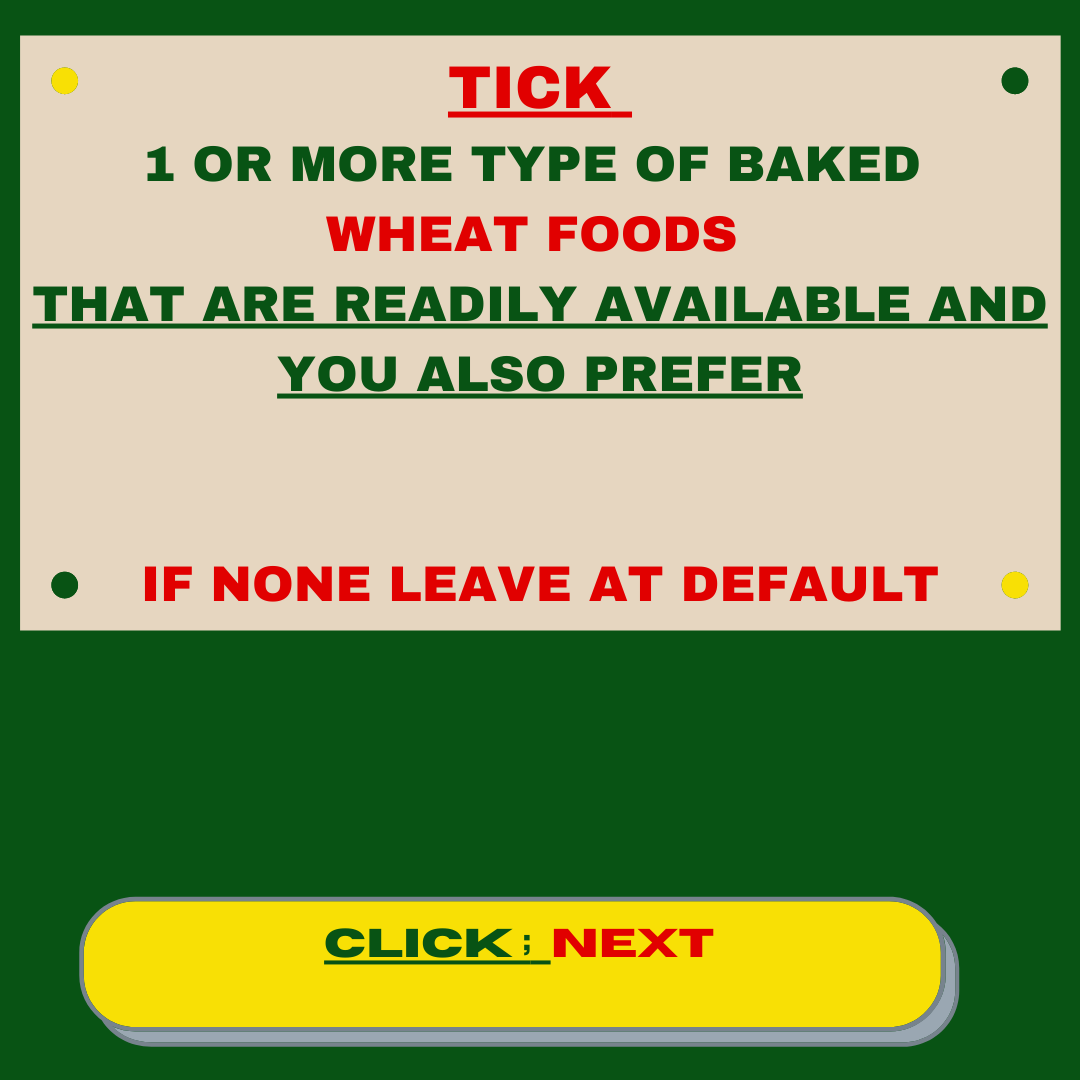 TICK
1 OR MORE TYPE OF BAKED
WHEAT FOODS
THAT ARE READILY AVAILABLE AND
YOU ALSO PREFER
IF NONE LEAVE AT DEFAULT
CLICK ; NEXT